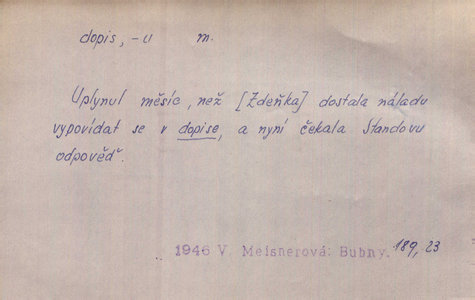 dopis, -u m.
Uplynul měsíc, než [Zdeňka] dostala náladu
vypovídat se v dopise, a nyní čekala Standovu
odpověď.
1946 V. Meisnerová: Bubny. 189, 23